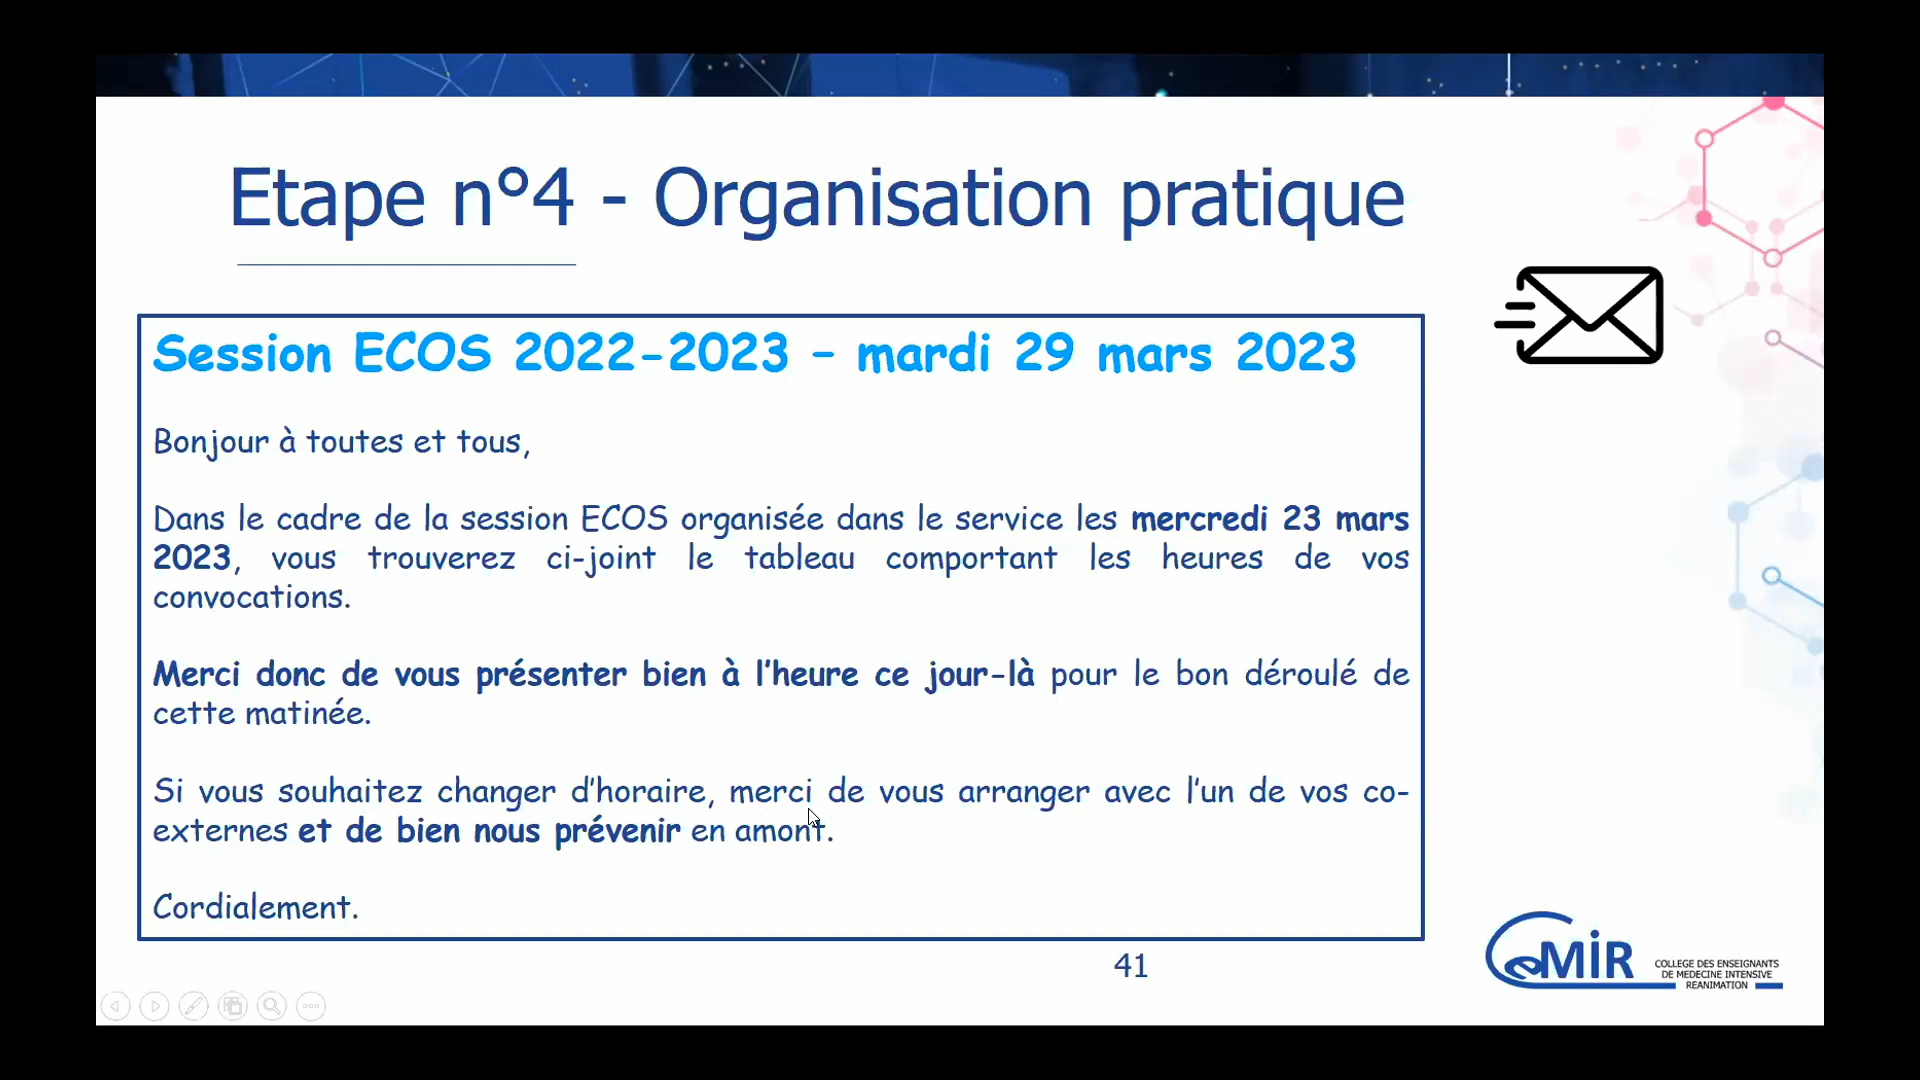 Etape n°4 - Organisation pratique
Session ECOS 2022-2023 – mardi 29 mars 2023
Bonjour à toutes et tous,
Dans le cadre de la session ECOS organisée dans le service les mercredi 23 mars
2023, vous trouverez ci-joint le tableau comportant les heures de vos
convocations.
Merci donc de vous présenter bien à l’heure ce jour-là pour le bon déroulé de
cette matinée.
Si vous souhaitez changer d’horaire, merci de vous arranger avec l’un de vos co-
externes et de bien nous prévenir en amont.
Cordialement.
41
CeMIR
COLLEGE DES ENSEIGNANTS
DE MEDECINE INTENSIVE
REANIMATION